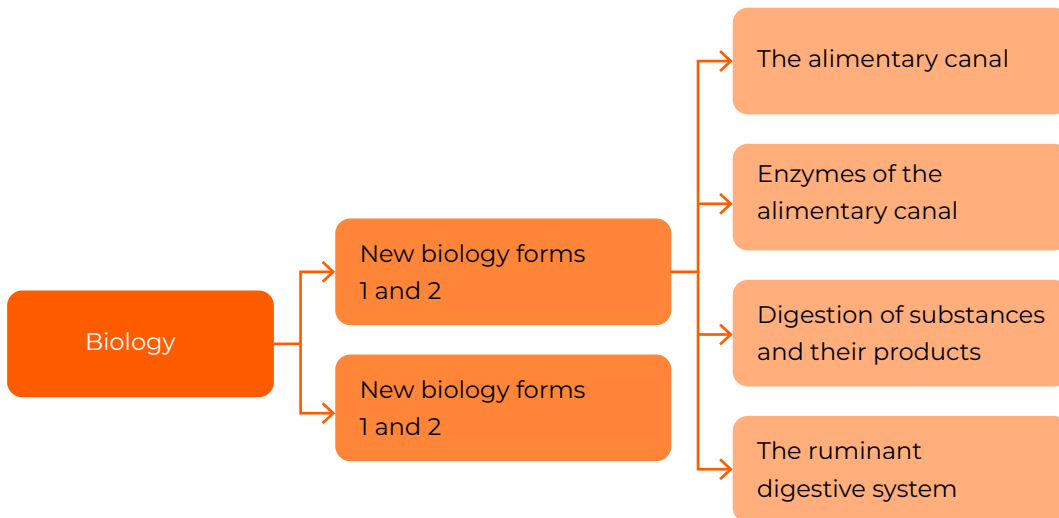 Biology
New biology forms
1 and 2
New biology forms
1 and 2
The alimentary canal
Enzymes of the
alimentary canal
Digestion of substances
and their products
The ruminant
digestive system